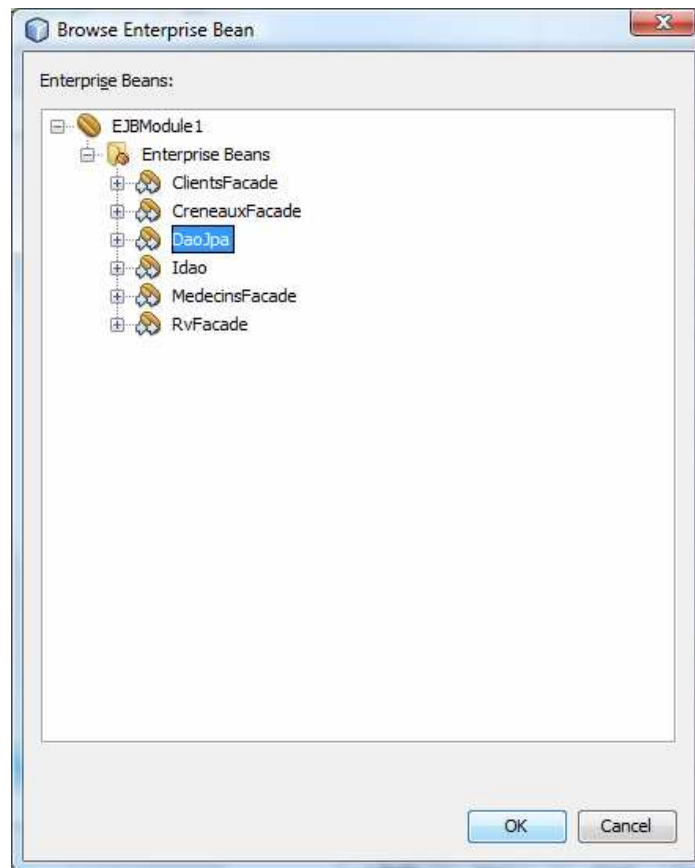 Browse Enterprise Bean
Enterprise Beans:
EJBModule1
Enterprise Beans
ClientsFacade
CreneauxFacade
DaoJpa
Idao
MedecinsFacade
RvFacade
OK Cancel